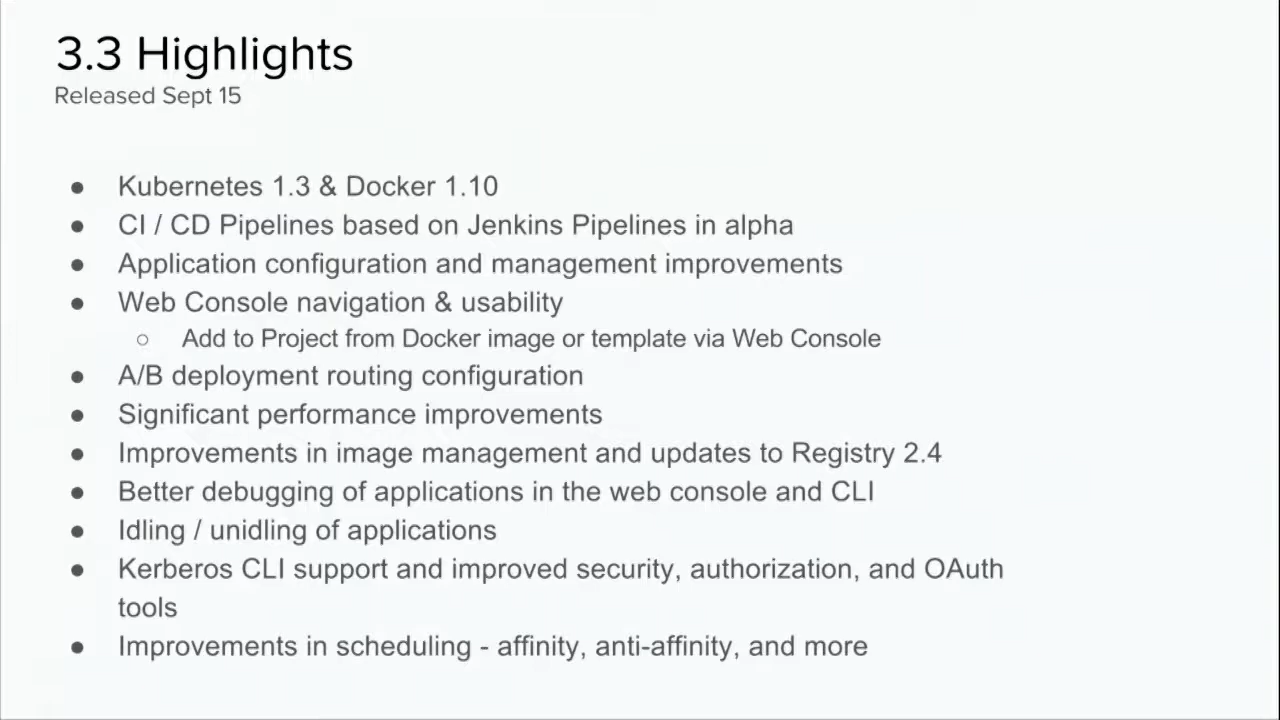 3.3 Highlights
Released Sept 15
● Kubernetes 1.3 & Docker 1.10
● CI / CD Pipelines based on Jenkins Pipelines in alpha
● Application configuration and management improvements
● Web Console navigation & usability
○ Add to Project from Docker image or template via Web Console
● A/B deployment routing configuration
● Significant performance improvements
● Improvements in image management and updates to Registry 2.4
● Better debugging of applications in the web console and CLI
● Idling / unidling of applications
● Kerberos CLI support and improved security, authorization, and OAuth
tools
● Improvements in scheduling - affinity, anti-affinity, and more